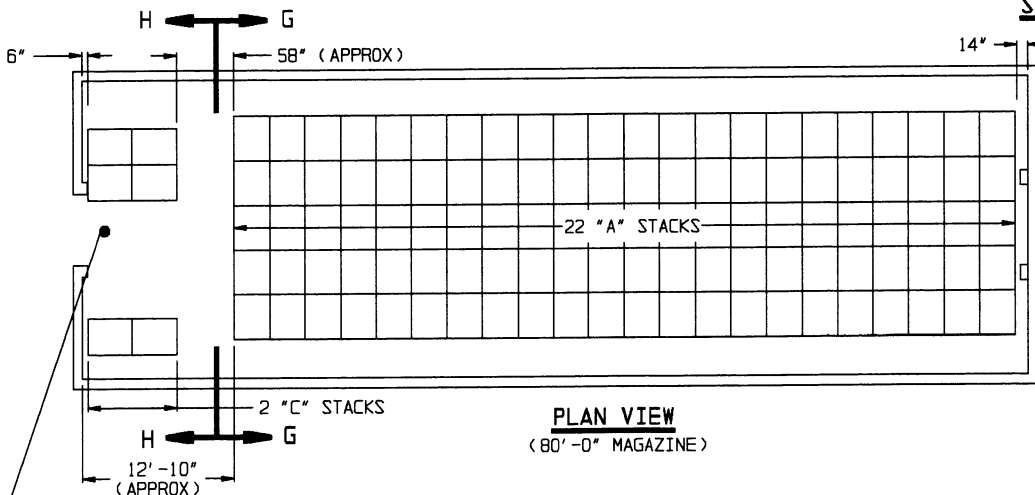 S
H G
6" 58" (APPROX) 14"
22 "A" STACKS
2 "C" STACKS
H G
PLAN VIEW
(80'-0" MAGAZINE)
12'-10"
(APPROX)